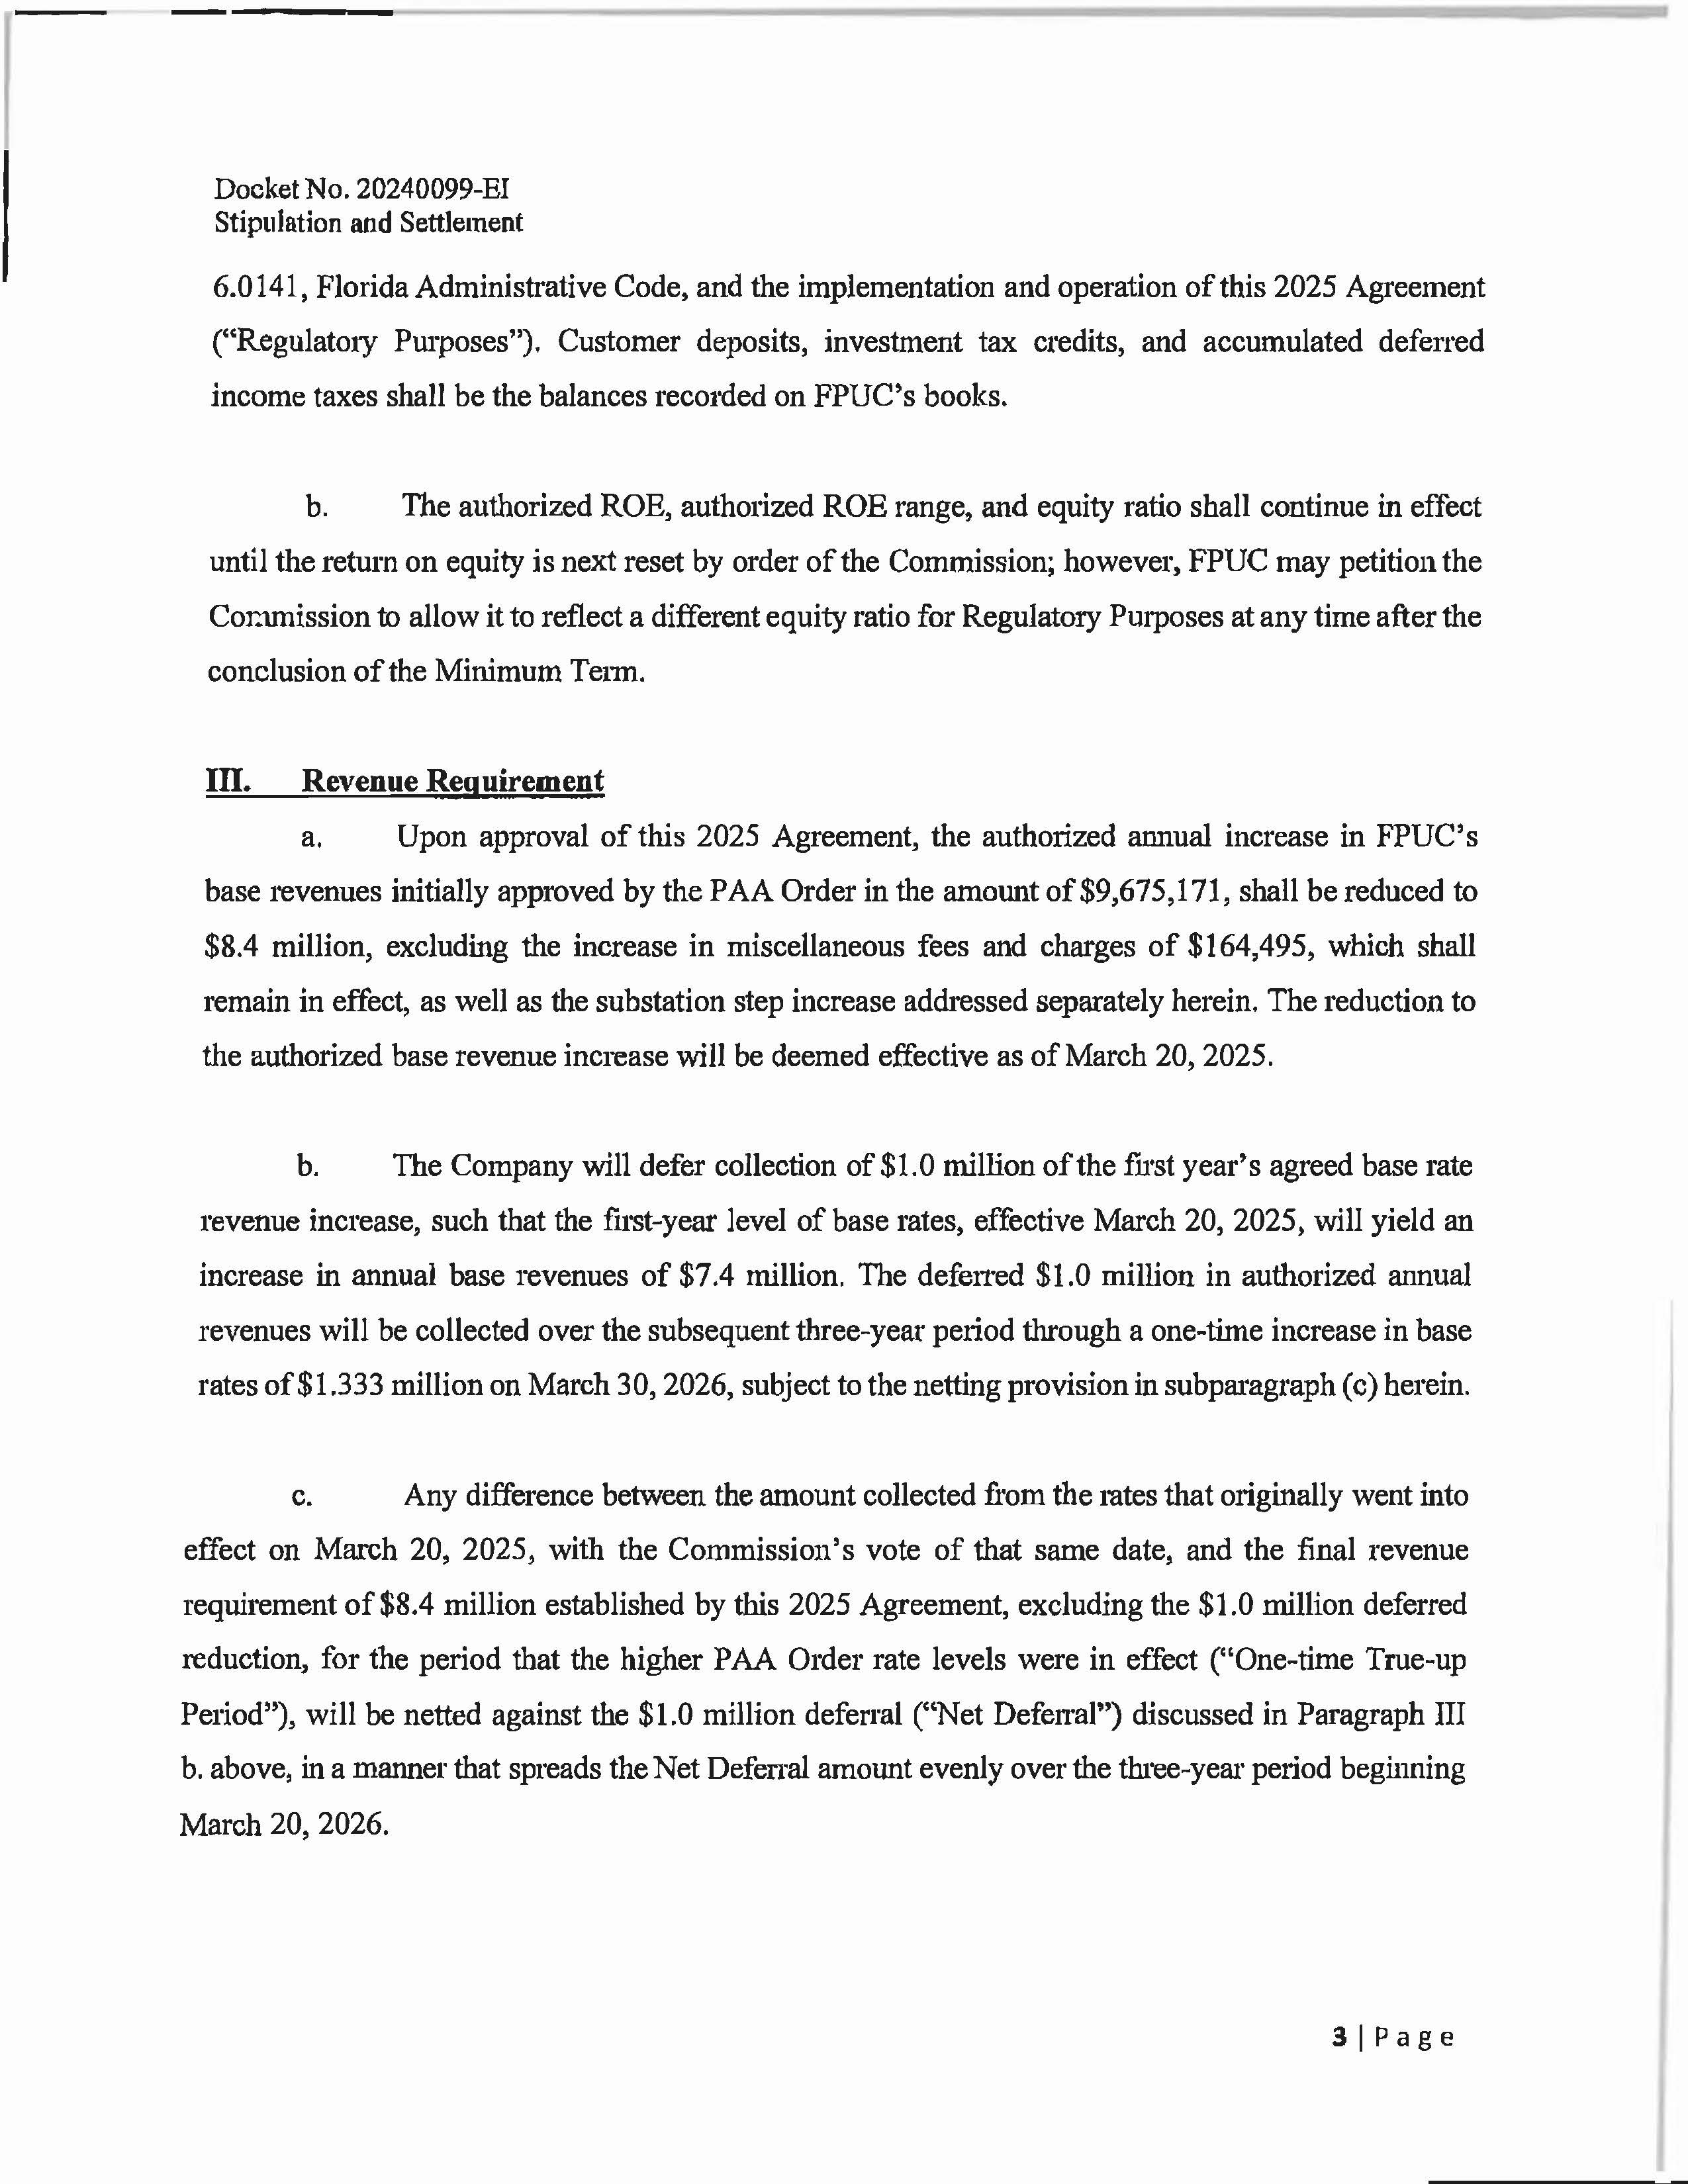 Docket No. 20240099-EI
Stipulation and Settlement
6.0141, Florida Administrative Code, and the implementation and operation of this 2025 Agreement
(“Regulatory Purposes”). Customer deposits, investment tax credits, and accumulated deferred
income taxes shall be the balances recorded on FPUC’s books.
b. The authorized ROE, authorized ROE range, and equity ratio shall continue in effect
until the return on equity is next reset by order of the Commission; however, FPUC may petition the
Commission to allow it to reflect a different equity ratio for Regulatory Purposes at any time after the
conclusion of the Minimum Term.
III. Revenue Requirement
a. Upon approval of this 2025 Agreement, the authorized annual increase in FPUC’s
base revenues initially approved by the PAA Order in the amount of $9,675,171, shall be reduced to
$8.4 million, excluding the increase in miscellaneous fees and charges of $164,495, which shall
remain in effect, as well as the substation step increase addressed separately herein. The reduction to
the authorized base revenue increase will be deemed effective as of March 20, 2025.
b. The Company will defer collection of $1.0 million of the first year’s agreed base rate
revenue increase, such that the first-year level of base rates, effective March 20, 2025, will yield an
increase in annual base revenues of $7.4 million. The deferred $1.0 million in authorized annual
revenues will be collected over the subsequent three-year period through a one-time increase in base
rates of $1.333 million on March 30, 2026, subject to the netting provision in subparagraph (c) herein.
c. Any difference between the amount collected from the rates that originally went into
effect on March 20, 2025, with the Commission’s vote of that same date, and the final revenue
requirement of $8.4 million established by this 2025 Agreement, excluding the $1.0 million deferred
reduction, for the period that the higher PAA Order rate levels were in effect (“One-time True-up
Period”), will be netted against the $1.0 million deferral (“Net Deferral”) discussed in Paragraph III
b. above, in a manner that spreads the Net Deferral amount evenly over the three-year period beginning
March 20, 2026.
3 | Page